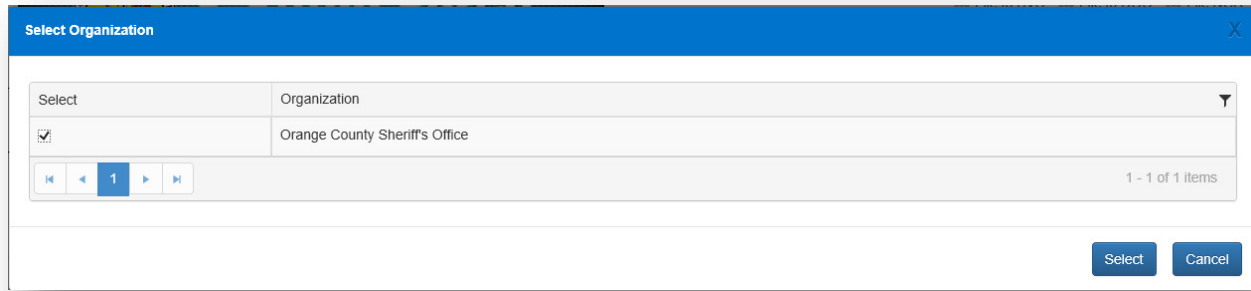 Select Organization X
Select Organization
Orange County Sheriff's Office
1 1 - 1 of 1 items
Select Cancel